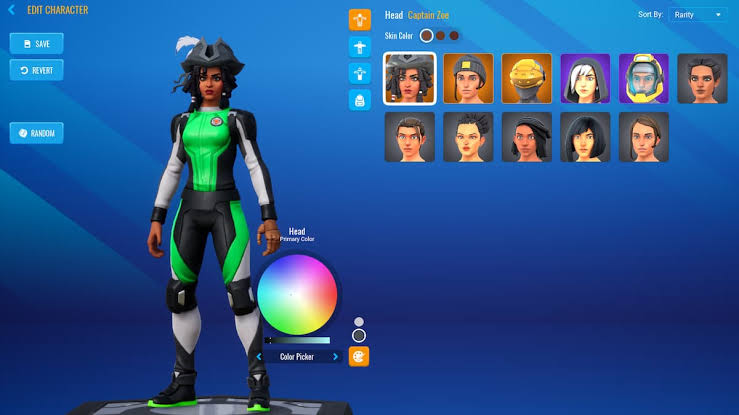 EDIT CHARACTER
SAVE
REVERT
RANDOM
Head Captain Zoe
Sort By: Rarity
Skin Color
Head
Primary Color
Color Picker